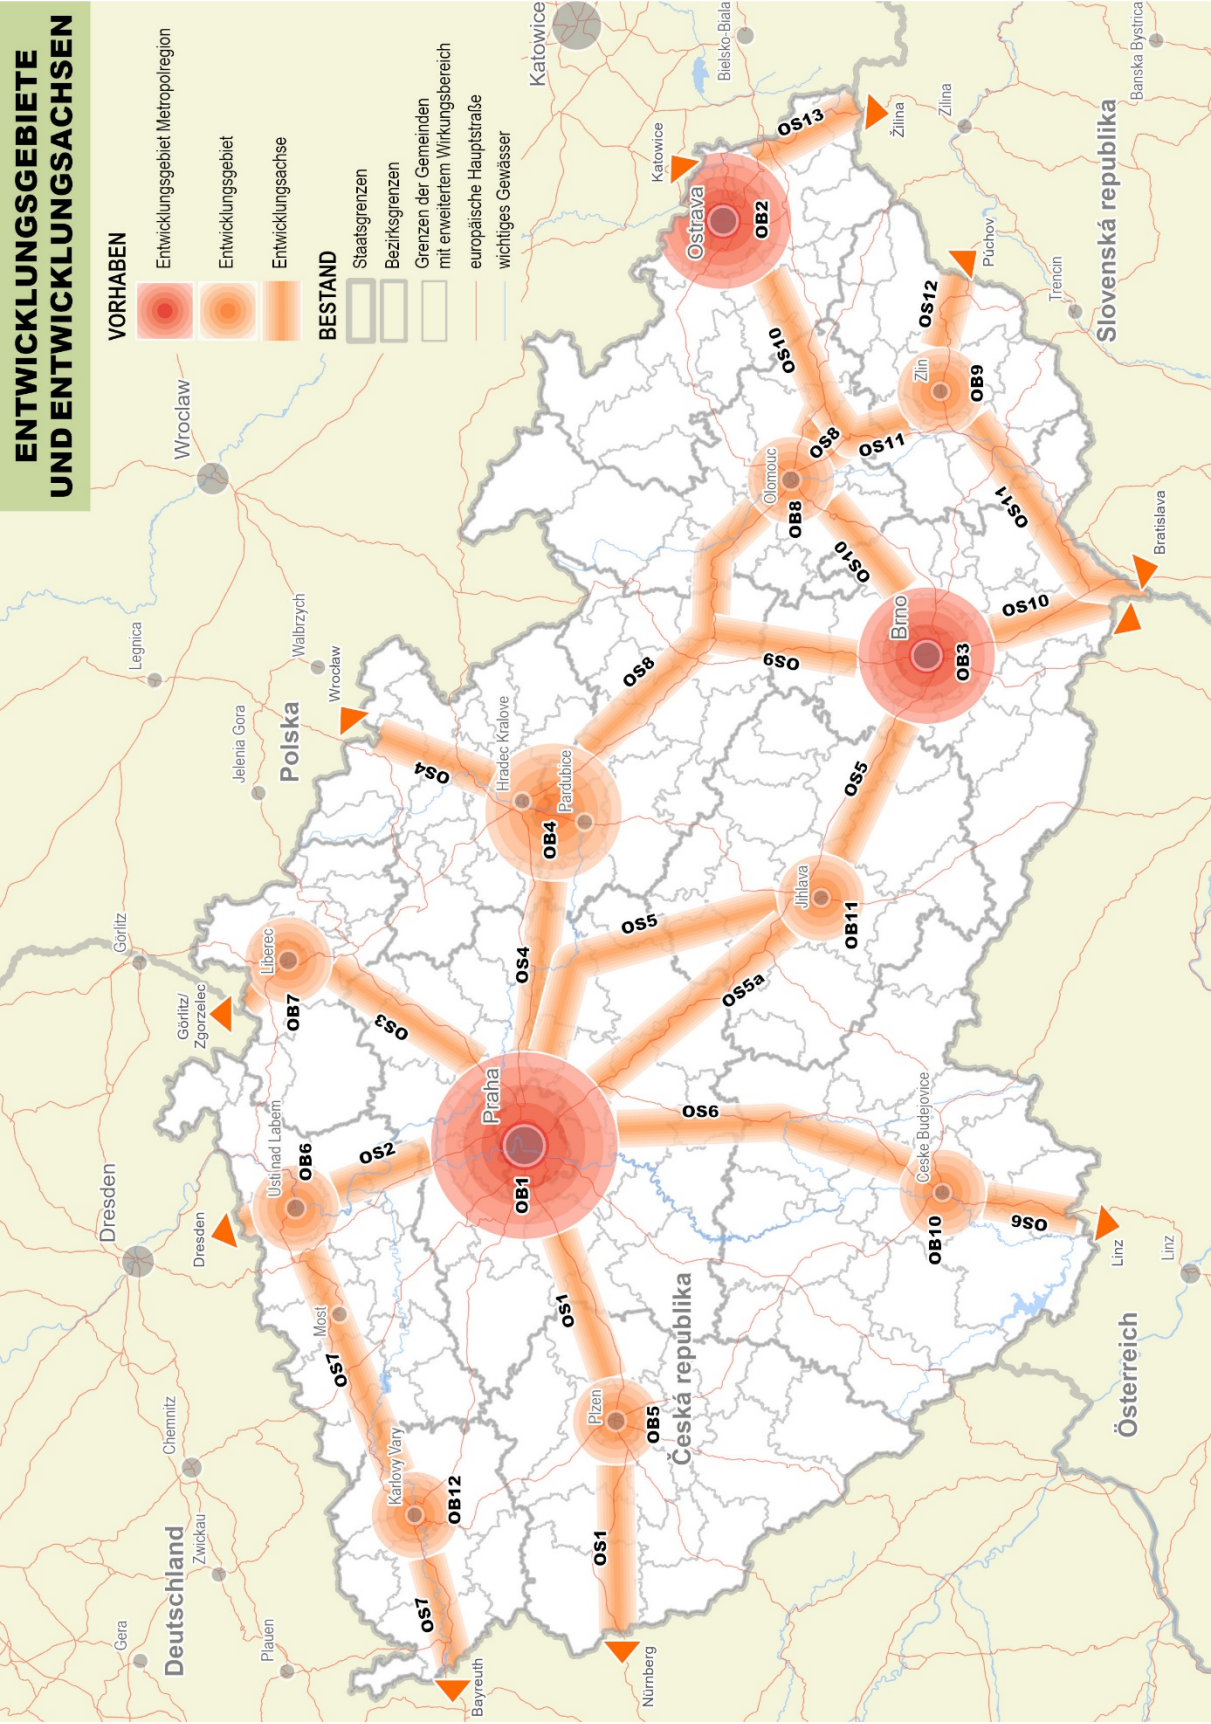 ENTWICKLUNGSGEBIETE
UND ENTWICKLUNGSACHSEN
VORHABEN
Entwicklungsgebiet Metropolregion
Entwicklungsgebiet
Entwicklungsachse
BESTAND
Staatsgrenzen
Bezirksgrenzen
Grenzen der Gemeinden
mit erweitertem Wirkungsbereich
europäische Hauptstraße
wichtiges Gewässer
Gera
Deutschland
Zwickau
Chemnitz
Plauen
Dresden
Dresden
Görlitz
Görlitz/
Zgorzelec
Legnica
Jelenia Gora
Polska
Walbrzych
Wrocław
Wroclaw
Katowice
Bielsko-Biala
Katowice
Žilina
Zilina
Banska Bystrica
Slovenská republika
Púchov
Trencin
Bratislava
Linz
Linz
Österreich
Nürnberg
Bayreuth
Česká republika
Praha
OB1
Ostrava
OB2
Brno
OB3
Hradec Kralove
Pardubice
OB4
Plzen
OB5
Usti nad Labem
OB6
Liberec
OB7
Olomouc
OB8
Zlin
OB9
Ceske Budejovice
OB10
Jihlava
OB11
Karlovy Vary
OB12
Most
OS1
OS1
OS2
OS3
OS4
OS4
OS5
OS5
OS5a
OS6
OS6
OS7
OS7
OS8
OS8
OS9
OS10
OS10
OS10
OS11
OS11
OS12
OS13